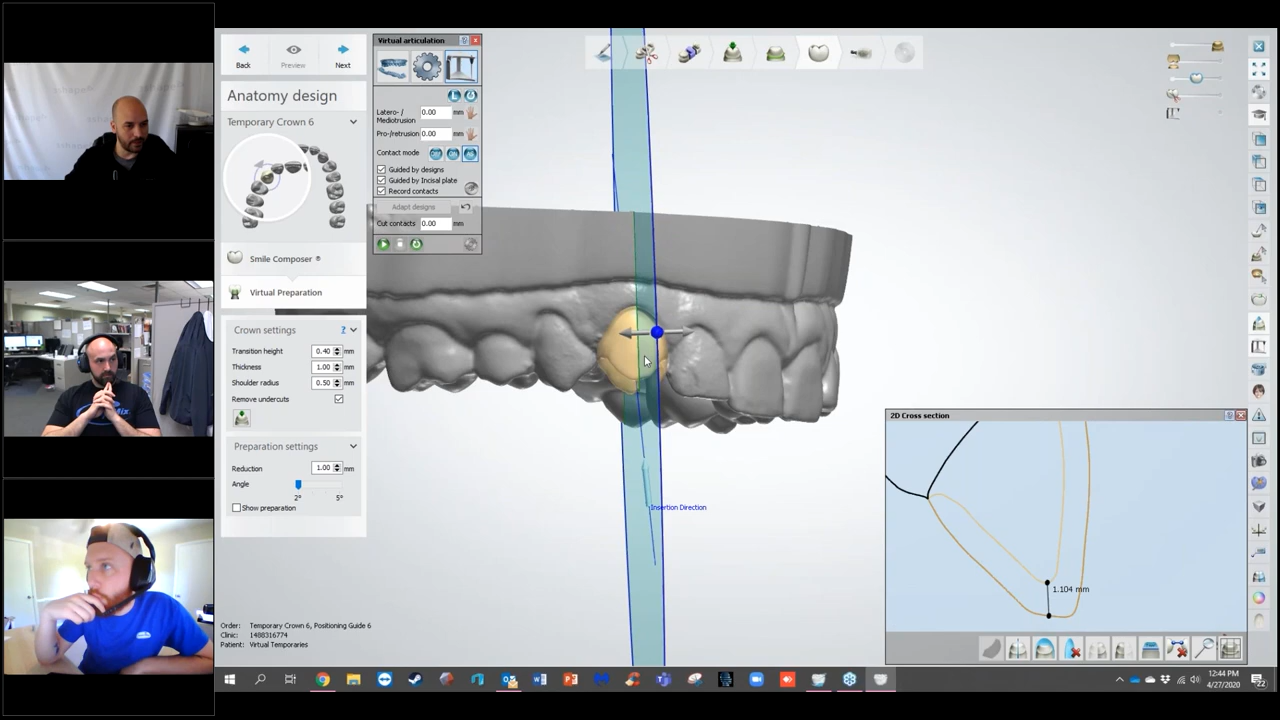 Back
Preview
Next
Anatomy design
Temporary Crown 6
Smile Composer ®
Virtual Preparation
Crown settings
?
Transition height 0.40 mm
Thickness 1.00 mm
Shoulder radius 0.50 mm
Remove undercuts
Preparation settings
Reduction 1.00 mm
Angle
2° 5°
Show preparation
Virtual articulation
Latero- /
Mediotrusion 0.00 mm
Pro-/retrusion 0.00 mm
Contact mode OFF ON
Guided by designs
Guided by Incisal plate
Record contacts
Adapt designs
Cut contacts 0.00 mm
Insertion Direction
2D Cross section
1.104 mm
Order: Temporary Crown 6, Positioning Guide 6
Clinic: 1488316774
Patient: Virtual Temporaries
12:44 PM
4/27/2020
22